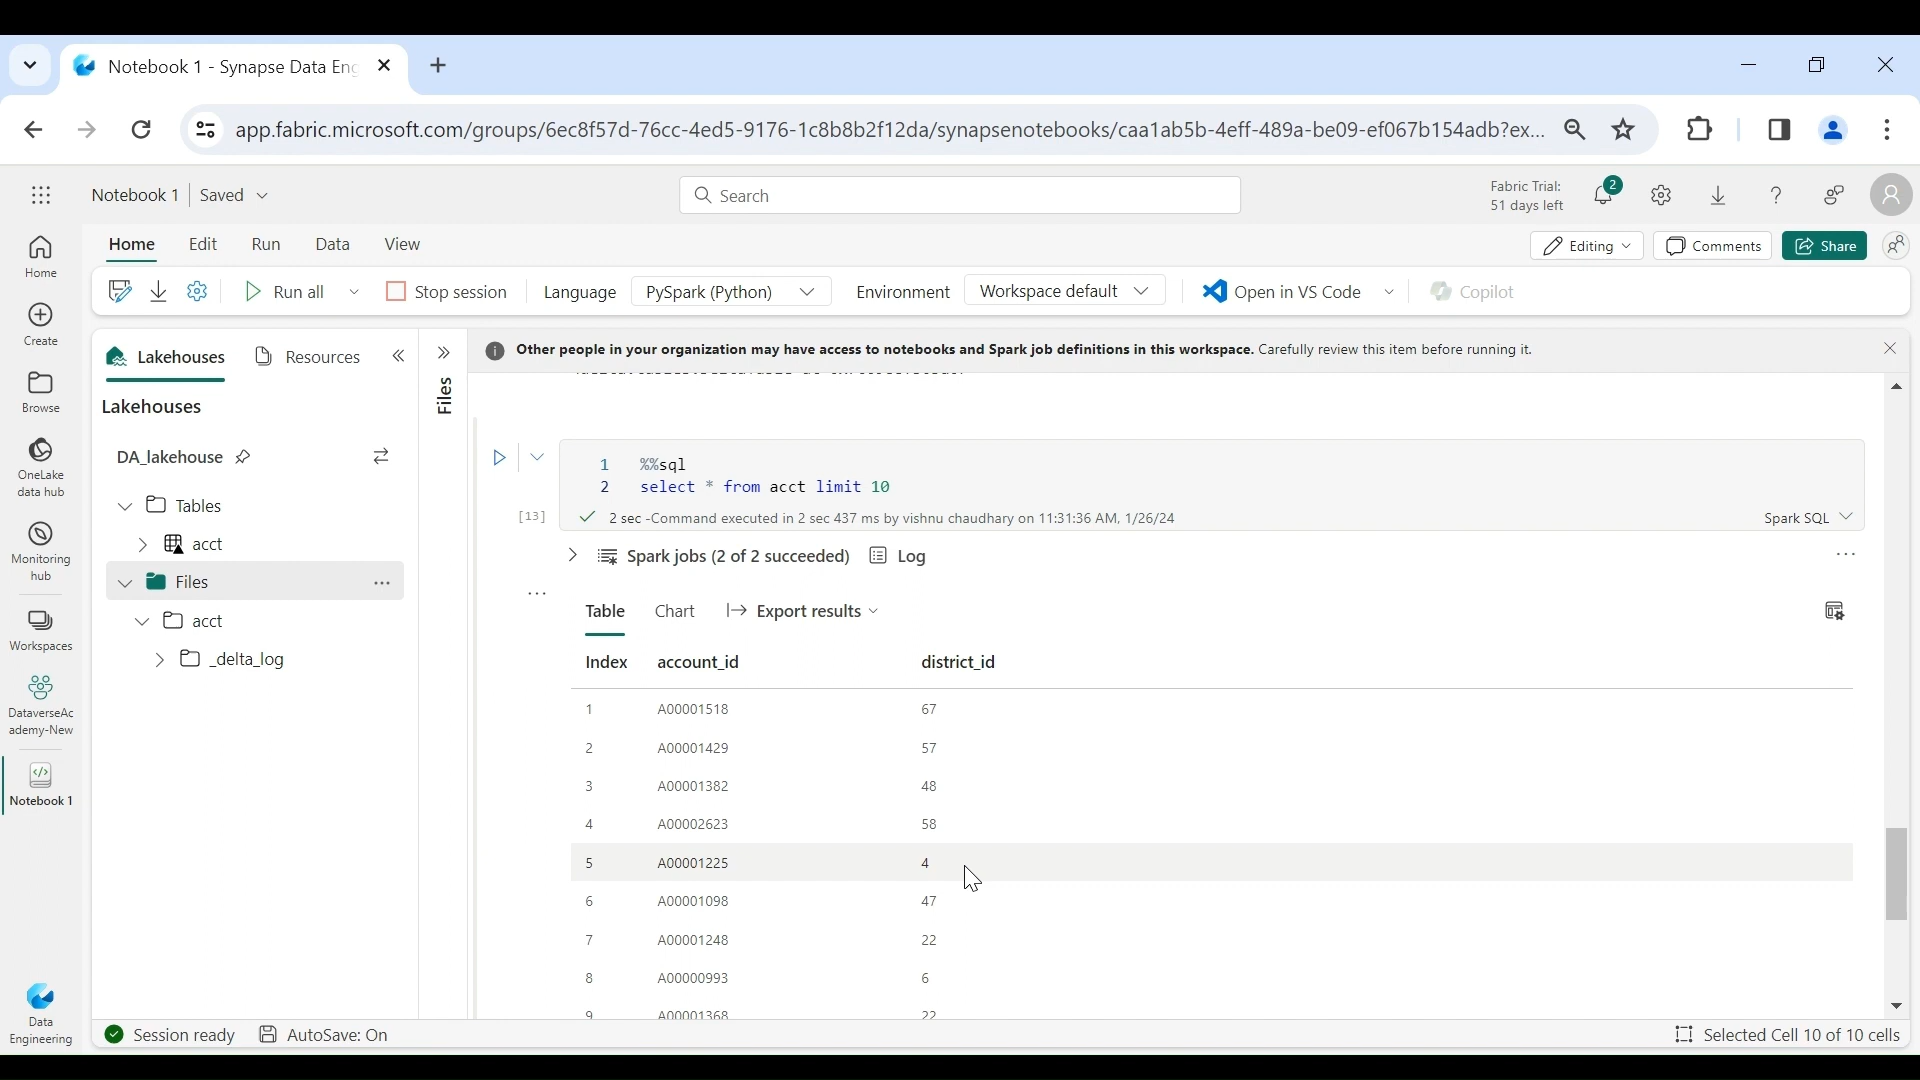 Notebook 1 - Synapse Data Eng
app.fabric.microsoft.com/groups/6ec8f57d-76cc-4ed5-9176-1c8b8b2f12da/synapsenotebooks/caa1ab5b-4eff-489a-be09-ef067b154adb?ex...
Notebook 1 | Saved
Search
Fabric Trial:
51 days left
2
Home Edit Run Data View
Editing Comments Share
Run all Stop session Language PySpark (Python) Environment Workspace default Open in VS Code Copilot
Home
Create
Browse
OneLake
data hub
Monitoring
hub
Workspaces
DataverseAc
ademy-New
Notebook 1
Data
Engineering
Lakehouses Resources
Lakehouses
DA_lakehouse
Tables
acct
Files
acct
_delta_log
Files
Other people in your organization may have access to notebooks and Spark job definitions in this workspace. Carefully review this item before running it.
1 %%sql
2 select * from acct limit 10
[13] 2 sec -Command executed in 2 sec 437 ms by vishnu chaudhary on 11:31:36 AM, 1/26/24 Spark SQL
Spark jobs (2 of 2 succeeded) Log
Table Chart Export results
Index account_id district_id
1 A00001518 67
2 A00001429 57
3 A00001382 48
4 A00002623 58
5 A00001225 4
6 A00001098 47
7 A00001248 22
8 A00000993 6
9 A00001368 22
Session ready AutoSave: On Selected Cell 10 of 10 cells